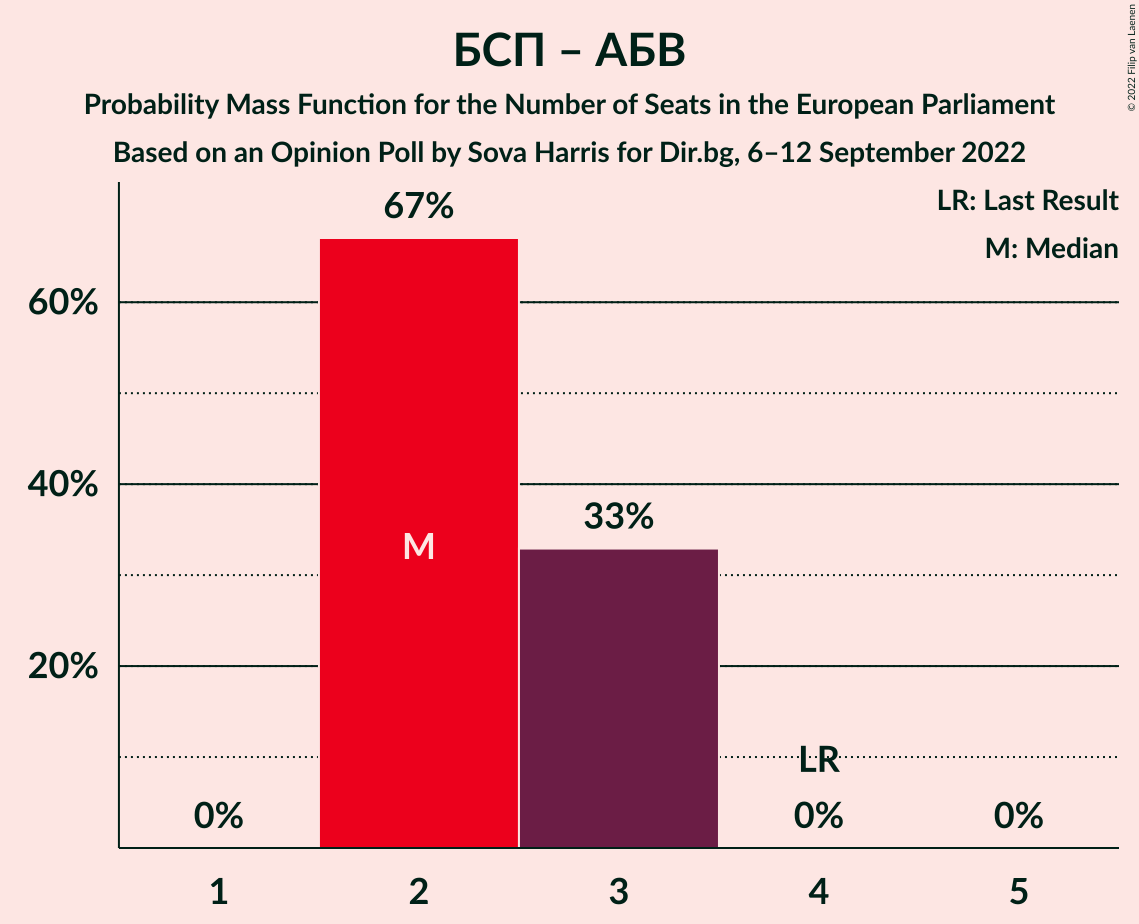 БСП – АБВ
Probability Mass Function for the Number of Seats in the European Parliament
Based on an Opinion Poll by Sova Harris for Dir.bg, 6–12 September 2022
© 2022 Filip van Laenen
LR: Last Result
M: Median
67%
60%
40%
33%
M
20%
LR
0%
0%
0%
1
2
3
4
5